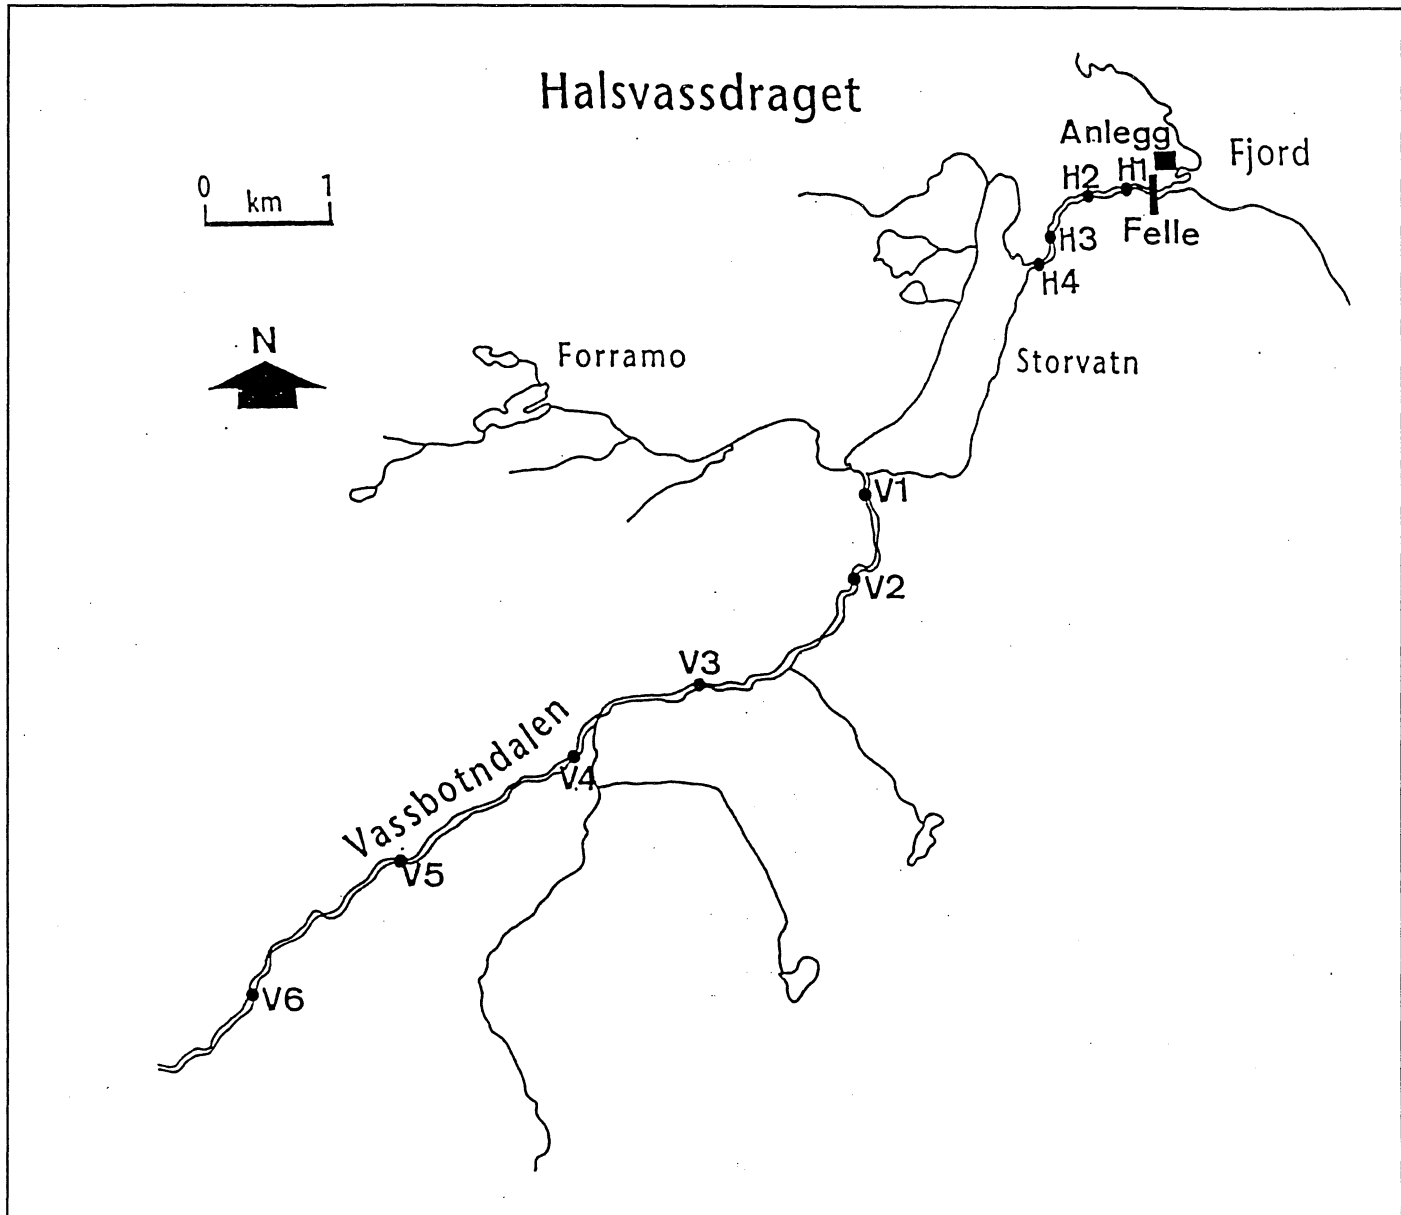 Halsvassdraget
Anlegg
Fjord
0 1
km
H2 H1
Felle
H3
H4
N
Forramo
Storvatn
V1
V2
V3
Vassbotndalen
V4
V5
V6